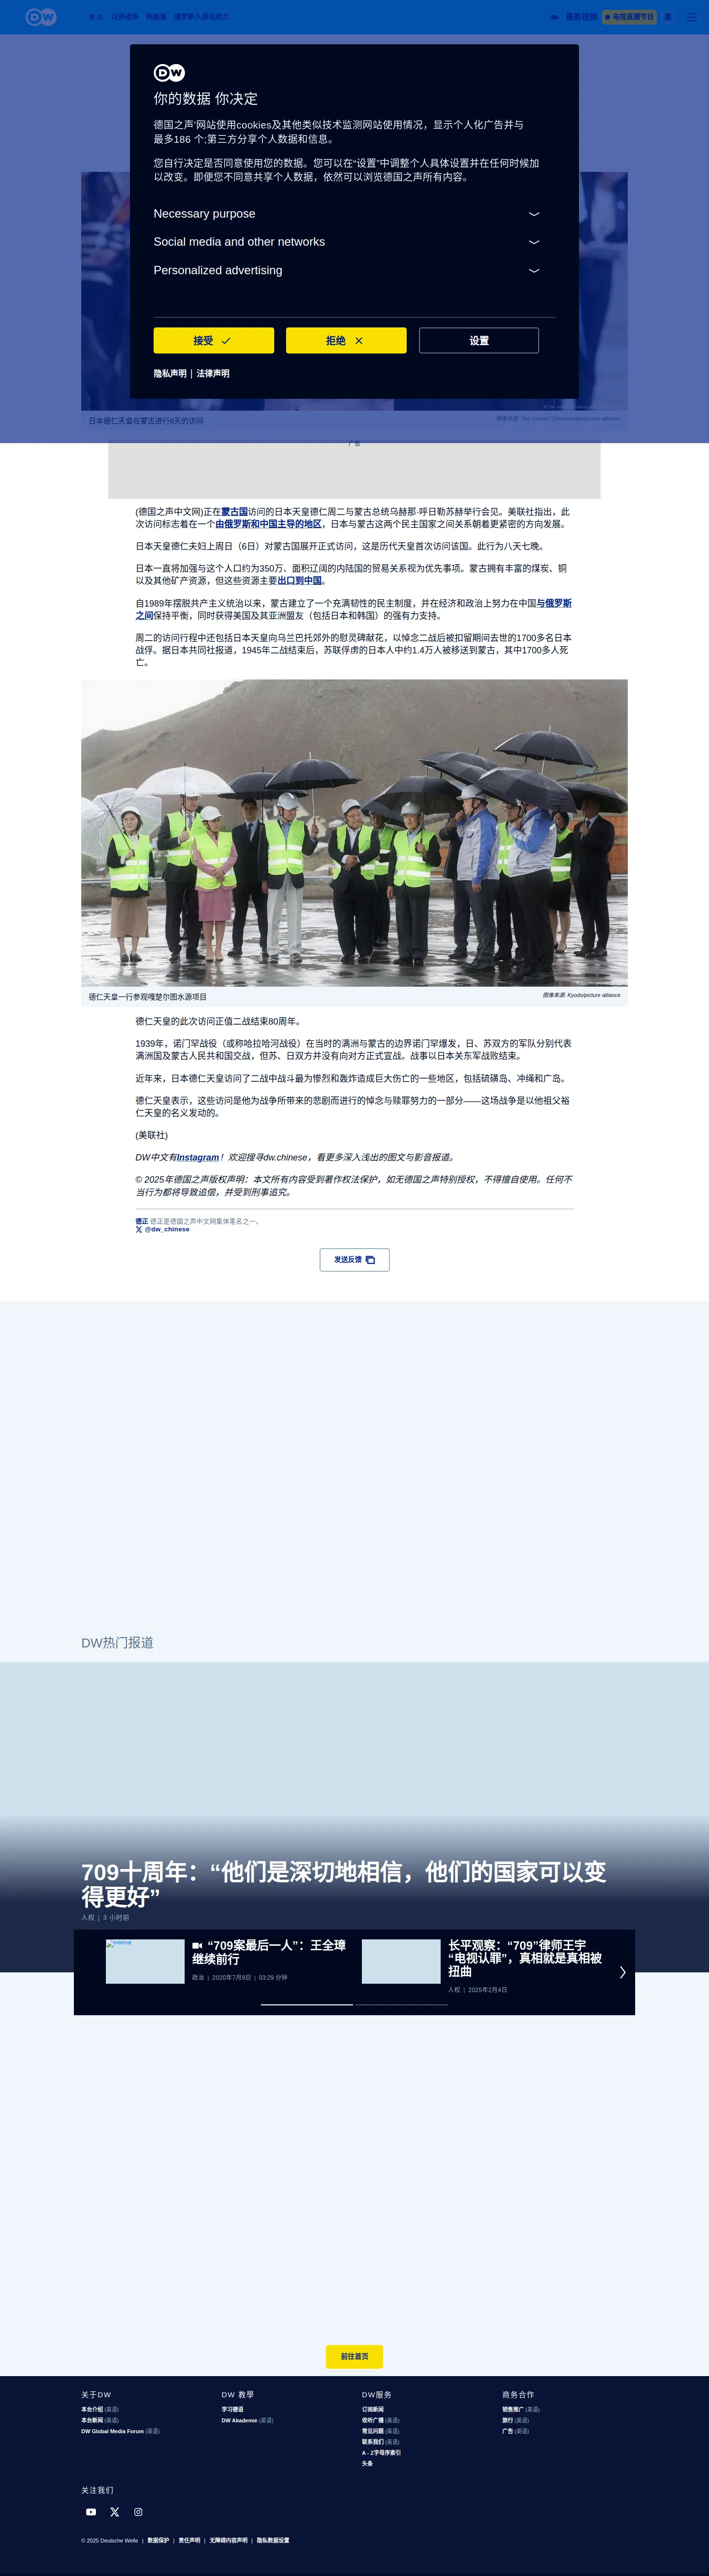 DW
焦点 以伊战争 特朗普 俄罗斯入侵乌克兰
最新视频
电视直播节目
繁
DW
你的数据 你决定
德国之声'网站使用cookies及其他类似技术监测网站使用情况，显示个人化广告并与
最多186 个;第三方分享个人数据和信息。
您自行决定是否同意使用您的数据。您可以在“设置”中调整个人具体设置并在任何时候加
以改变。即便您不同意共享个人数据，依然可以浏览德国之声所有内容。
Necessary purpose
Social media and other networks
Personalized advertising
接受
拒绝
设置
隐私声明 | 法律声明
日本德仁天皇在蒙古进行8天的访问
图像来源: The Yomiuri Shimbun/dpa/picture alliance
广告
(德国之声中文网)正在蒙古国访问的日本天皇德仁周二与蒙古总统乌赫那·呼日勒苏赫举行会见。美联社指出，此
次访问标志着在一个由俄罗斯和中国主导的地区，日本与蒙古这两个民主国家之间关系朝着更紧密的方向发展。
日本天皇德仁夫妇上周日（6日）对蒙古国展开正式访问，这是历代天皇首次访问该国。此行为八天七晚。
日本一直将加强与这个人口约为350万、面积辽阔的内陆国的贸易关系视为优先事项。蒙古拥有丰富的煤炭、铜
以及其他矿产资源，但这些资源主要出口到中国。
自1989年摆脱共产主义统治以来，蒙古建立了一个充满韧性的民主制度，并在经济和政治上努力在中国与俄罗斯
之间保持平衡，同时获得美国及其亚洲盟友（包括日本和韩国）的强有力支持。
周二的访问行程中还包括日本天皇向乌兰巴托郊外的慰灵碑献花，以悼念二战后被扣留期间去世的1700多名日本
战俘。据日本共同社报道，1945年二战结束后，苏联俘虏的日本人中约1.4万人被移送到蒙古，其中1700多人死
亡。
德仁天皇一行参观嘎楚尔图水源项目
图像来源: Kyodo/picture alliance
德仁天皇的此次访问正值二战结束80周年。
1939年，诺门罕战役（或称哈拉哈河战役）在当时的满洲与蒙古的边界诺门罕爆发，日、苏双方的军队分别代表
满洲国及蒙古人民共和国交战，但苏、日双方并没有向对方正式宣战。战事以日本关东军战败结束。
近年来，日本德仁天皇访问了二战中战斗最为惨烈和轰炸造成巨大伤亡的一些地区，包括硫磺岛、冲绳和广岛。
德仁天皇表示，这些访问是他为战争所带来的悲剧而进行的悼念与赎罪努力的一部分——这场战争是以他祖父裕
仁天皇的名义发动的。
(美联社)
DW中文有Instagram！欢迎搜寻dw.chinese，看更多深入浅出的图文与影音报道。
© 2025年德国之声版权声明：本文所有内容受到著作权法保护，如无德国之声特别授权，不得擅自使用。任何不
当行为都将导致追偿，并受到刑事追究。
德正 德正是德国之声中文网集体笔名之一。
@dw_chinese
发送反馈
DW热门报道
709十周年：“他们是深切地相信，他们的国家可以变
得更好”
人权 | 3 小时前
external
“709案最后一人”：王全璋
继续前行
政治 | 2020年7月9日 | 03:29 分钟
长平观察：“709”律师王宇
“电视认罪”，真相就是真相被
扭曲
人权 | 2025年2月4日
前往首页
关于DW
本台介绍 (英语)
本台新闻 (英语)
DW Global Media Forum (英语)
DW 教學
学习德语
DW Akademie (英语)
DW服务
订阅新闻
收听广播 (英语)
常见问题 (英语)
联系我们 (英语)
A - Z字母序索引
头条
商务合作
销售推广 (英语)
旅行 (英语)
广告 (英语)
关注我们
© 2025 Deutsche Welle | 数据保护 | 责任声明 | 无障碍内容声明 | 隐私数据设置